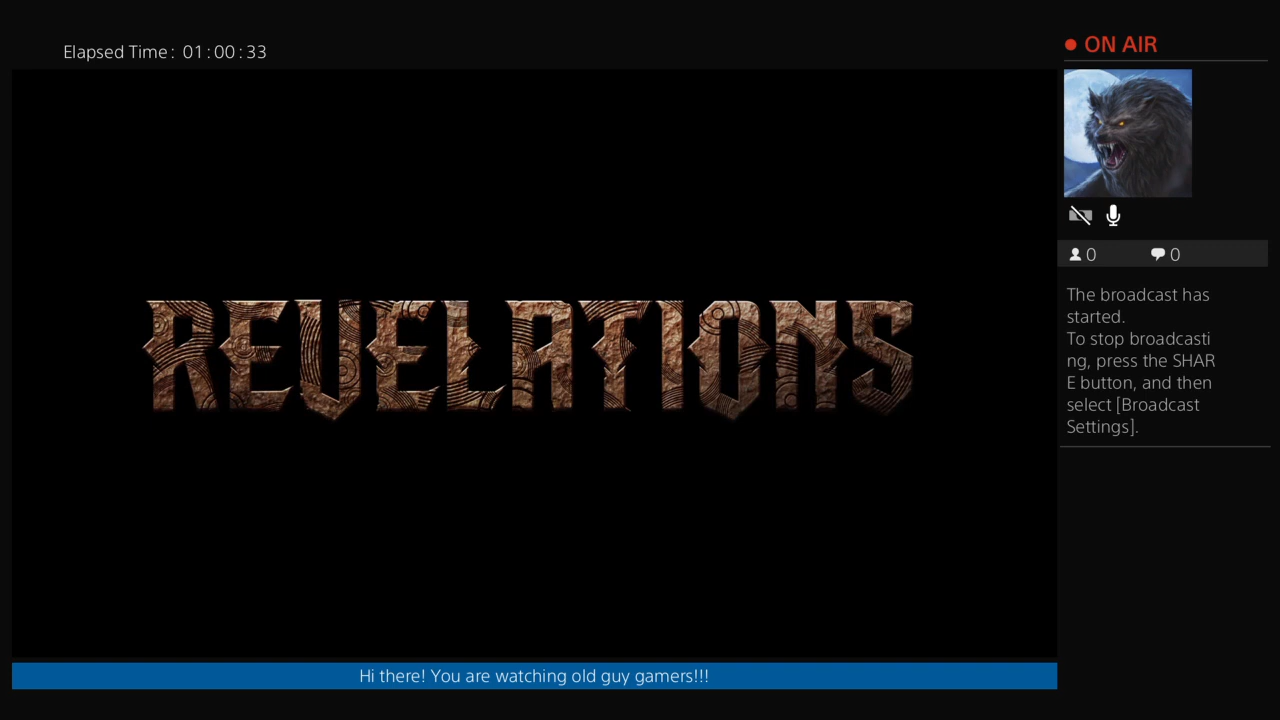 Elapsed Time: 01:00:33
ON AIR
REVELATIONS
0 0
The broadcast has
started.
To stop broadcasti
ng, press the SHAR
E button, and then
select [Broadcast
Settings].
Hi there! You are watching old guy gamers!!!